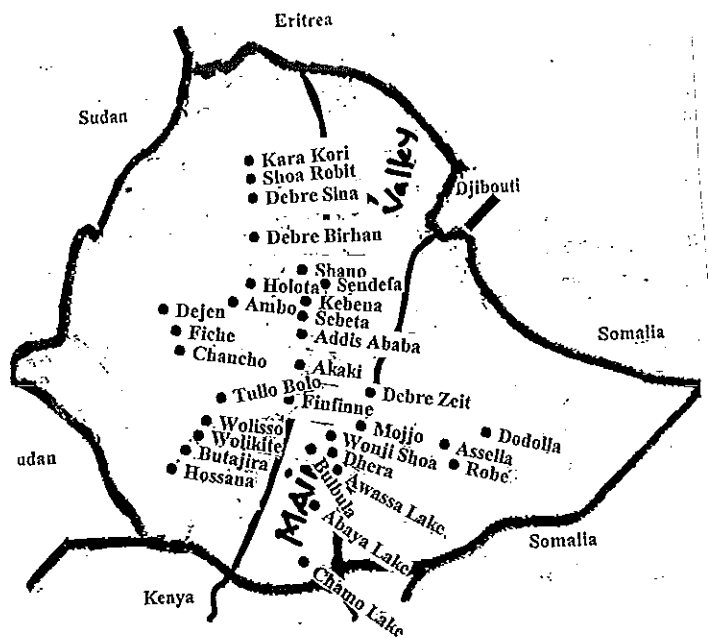 Eritrea
Sudan
Valley
Kara Kori
Shoa Robit
Debre Sina
Djibouti
Debre Birhan
Shano
Holota
Sendefa
Dejen
Ambo
Kebena
Sebeta
Fiche
Addis Ababa
Somalia
Chancho
Akaki
Tullo Bolo
Debre Zeit
Finfinne
Wolisso
Mojjo
Dodolla
Wolikite
Wonji Shoa
Assella
udan
Butajira
Dhera
Robe
Hossana
Bulbula
Awassa Lake.
MAIN
Abaya Lake
Somalia
Kenya
Chamo Lake